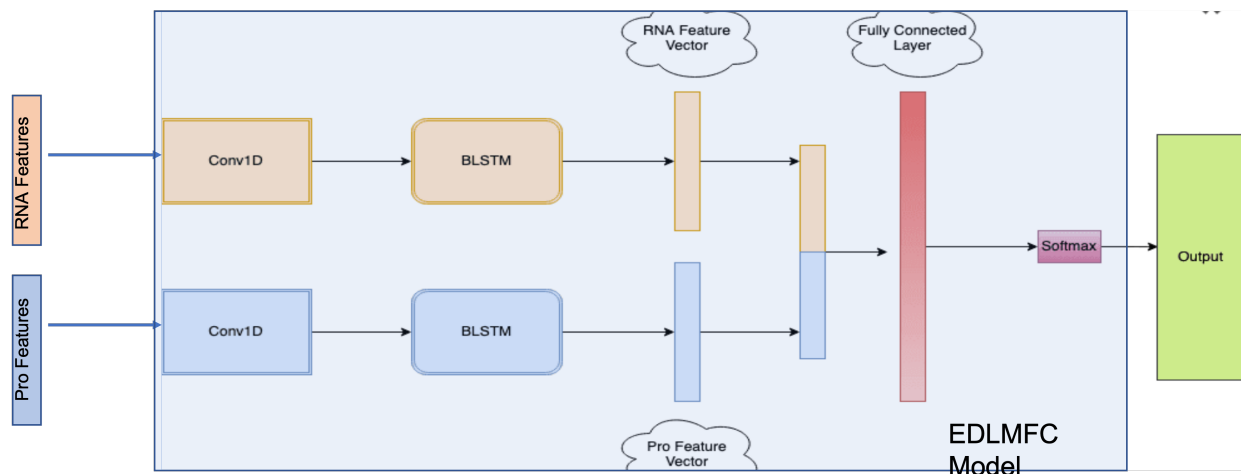 RNA Feature
Vector
Fully Connected
Layer
RNA Features
Conv1D
BLSTM
Softmax
Output
Pro Features
Conv1D
BLSTM
Pro Feature
Vector
EDLMFC
Model